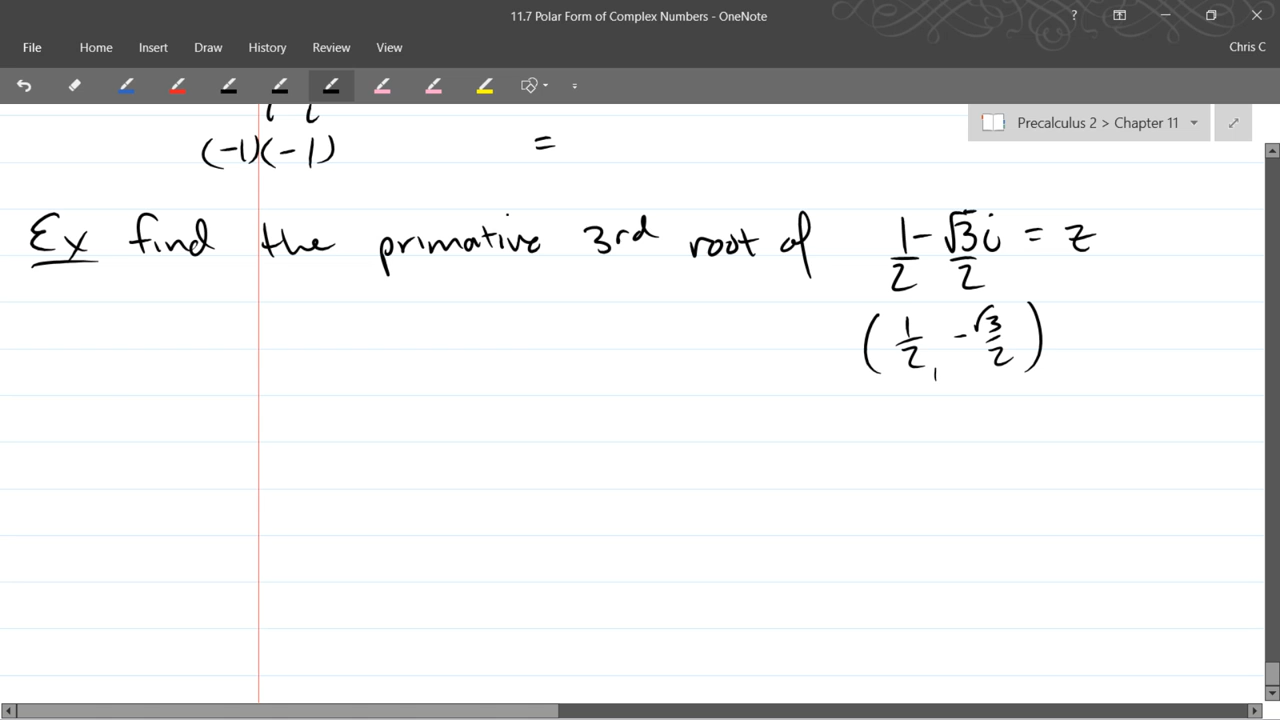 11.7 Polar Form of Complex Numbers - OneNote
?
File Home Insert Draw History Review View
Chris C
Precalculus 2 > Chapter 11
(-1)(-1) =
Ex find the primative 3rd root of 1/2 - √3/2 i = z
(1/2, -√3/2)